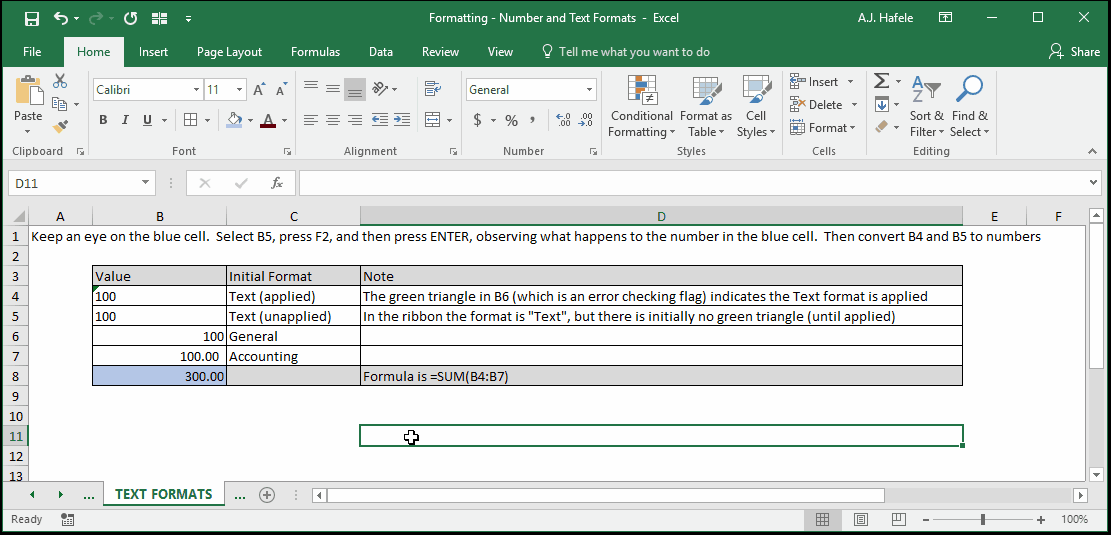 Formatting - Number and Text Formats - Excel
A.J. Hafele
File Home Insert Page Layout Formulas Data Review View Tell me what you want to do Share
Paste
Clipboard
Calibri 11
B I U A
Font
Alignment
General
$ % ,
Number
Conditional Formatting
Format as Table
Cell Styles
Styles
Insert
Delete
Format
Cells
Sort & Filter
Find & Select
Editing
D11 fx
A B C D E F
1 Keep an eye on the blue cell. Select B5, press F2, and then press ENTER, observing what happens to the number in the blue cell. Then convert B4 and B5 to numbers
2
3 Value Initial Format Note
4 100 Text (applied) The green triangle in B6 (which is an error checking flag) indicates the Text format is applied
5 100 Text (unapplied) In the ribbon the format is "Text", but there is initially no green triangle (until applied)
6 100 General
7 100.00 Accounting
8 300.00 Formula is =SUM(B4:B7)
9
10
11
12
13
... TEXT FORMATS ...
Ready 100%